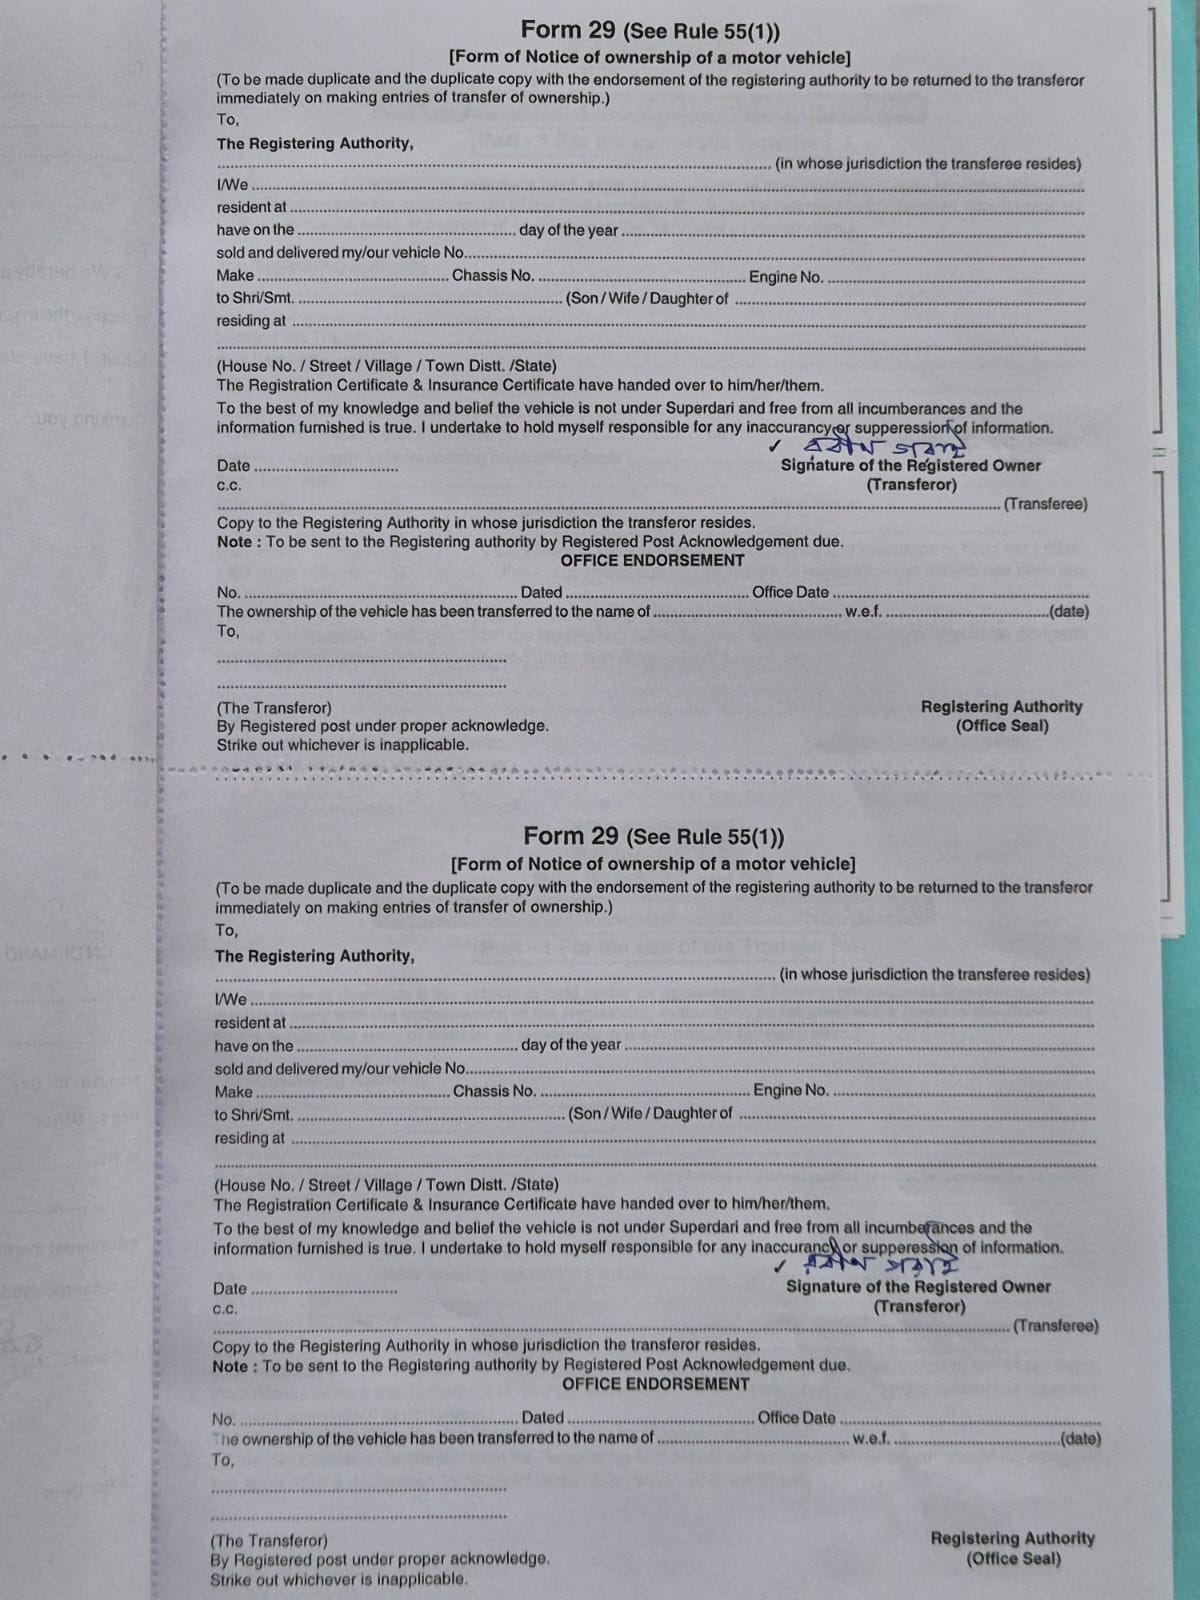 Form 29 (See Rule 55(1))
[Form of Notice of ownership of a motor vehicle]
(To be made duplicate and the duplicate copy with the endorsement of the registering authority to be returned to the transferor
immediately on making entries of transfer of ownership.)
To,
The Registering Authority,
(in whose jurisdiction the transferee resides)
I/We
resident at
have on the day of the year
sold and delivered my/our vehicle No.
Make Chassis No. Engine No.
to Shri/Smt. (Son / Wife / Daughter of
residing at
(House No. / Street / Village / Town Distt. /State)
The Registration Certificate & Insurance Certificate have handed over to him/her/them.
To the best of my knowledge and belief the vehicle is not under Superdari and free from all incumberances and the
information furnished is true. I undertake to hold myself responsible for any inaccurancy or supperession of information.
✓
Date Signature of the Registered Owner
c.c. (Transferor)
(Transferee)
Copy to the Registering Authority in whose jurisdiction the transferor resides.
Note : To be sent to the Registering authority by Registered Post Acknowledgement due.
OFFICE ENDORSEMENT
No. Dated Office Date
The ownership of the vehicle has been transferred to the name of w.e.f. (date)
To,
(The Transferor) Registering Authority
By Registered post under proper acknowledge. (Office Seal)
Strike out whichever is inapplicable.
Form 29 (See Rule 55(1))
[Form of Notice of ownership of a motor vehicle]
(To be made duplicate and the duplicate copy with the endorsement of the registering authority to be returned to the transferor
immediately on making entries of transfer of ownership.)
To,
The Registering Authority,
(in whose jurisdiction the transferee resides)
I/We
resident at
have on the day of the year
sold and delivered my/our vehicle No.
Make Chassis No. Engine No.
to Shri/Smt. (Son / Wife / Daughter of
residing at
(House No. / Street / Village / Town Distt. /State)
The Registration Certificate & Insurance Certificate have handed over to him/her/them.
To the best of my knowledge and belief the vehicle is not under Superdari and free from all incumberances and the
information furnished is true. I undertake to hold myself responsible for any inaccurancy or supperession of information.
✓
Date Signature of the Registered Owner
c.c. (Transferor)
(Transferee)
Copy to the Registering Authority in whose jurisdiction the transferor resides.
Note : To be sent to the Registering authority by Registered Post Acknowledgement due.
OFFICE ENDORSEMENT
No. Dated Office Date
The ownership of the vehicle has been transferred to the name of w.e.f. (date)
To,
(The Transferor) Registering Authority
By Registered post under proper acknowledge. (Office Seal)
Strike out whichever is inapplicable.